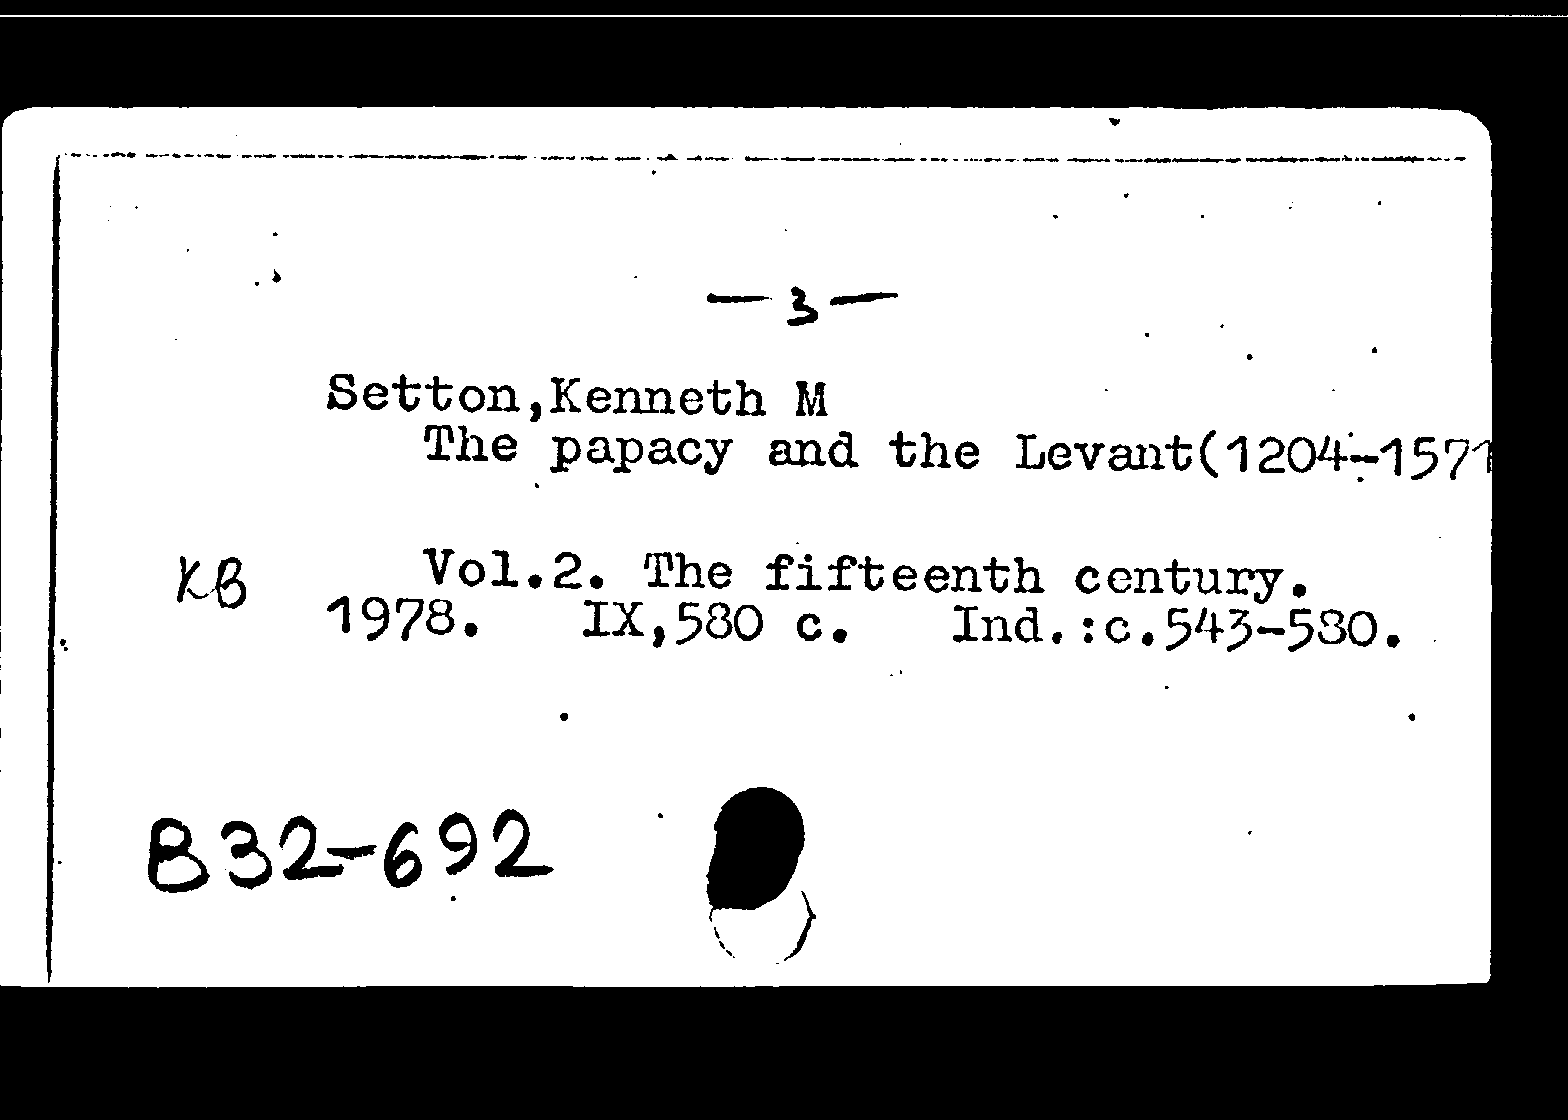 — 3 —
Setton,Kenneth M
The papacy and the Levant(1204-1571
Vol.2. The fifteenth century.
KB
1978. IX,580 c. Ind.:c.543-580.
B32-692